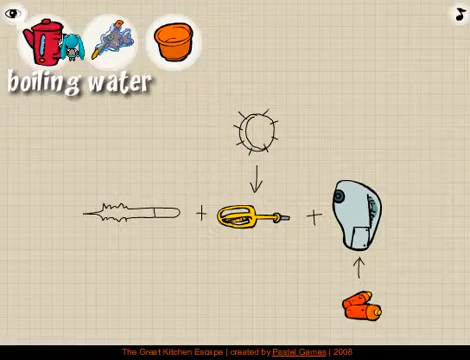 boiling water
The Great Kitchen Escape | created by Pastel Games | 2008